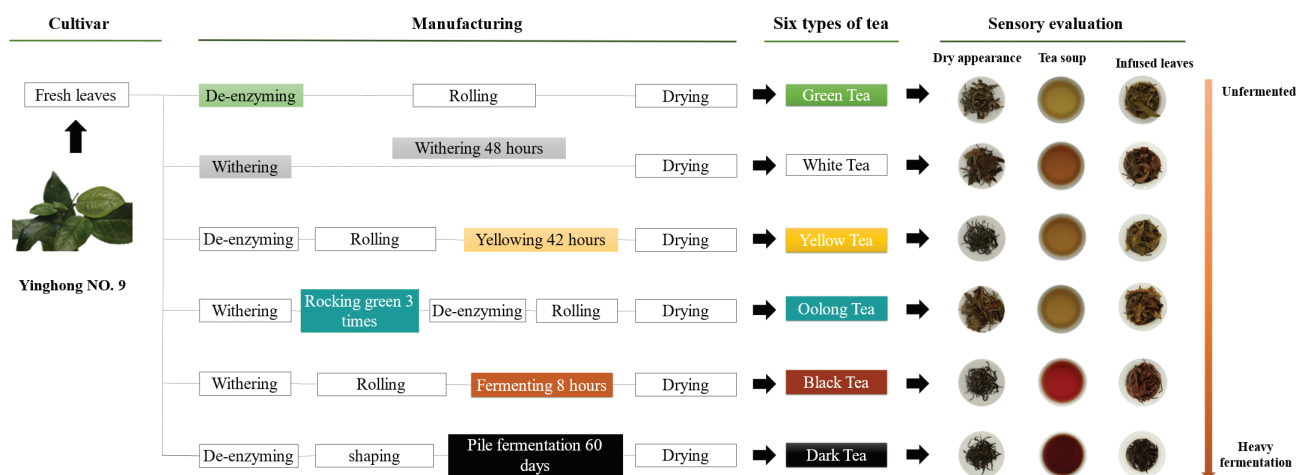 Cultivar
Manufacturing
Six types of tea
Sensory evaluation
Dry appearance
Tea soup
Infused leaves
Fresh leaves
De-enzyming
Rolling
Drying
Green Tea
Unfermented
Withering
Withering 48 hours
Drying
White Tea
De-enzyming
Rolling
Yellowing 42 hours
Drying
Yellow Tea
Yinghong NO. 9
Withering
Rocking green 3
times
De-enzyming
Rolling
Drying
Oolong Tea
Withering
Rolling
Fermenting 8 hours
Drying
Black Tea
De-enzyming
shaping
Pile fermentation 60
days
Drying
Dark Tea
Heavy
fermentation